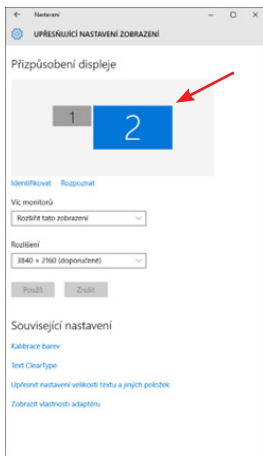 Nastavení
UPŘESŇUJÍCÍ NASTAVENÍ ZOBRAZENÍ
Přizpůsobení displeje
1
2
Identifikovat Rozpoznat
Víc monitorů
Rozšířit tato zobrazení
Rozlišení
3840 × 2160 (doporučené)
Použít Zrušit
Související nastavení
Kalibrace barev
Text ClearType
Upřesnit nastavení velikosti textu a jiných položek
Zobrazit vlastnosti adaptéru